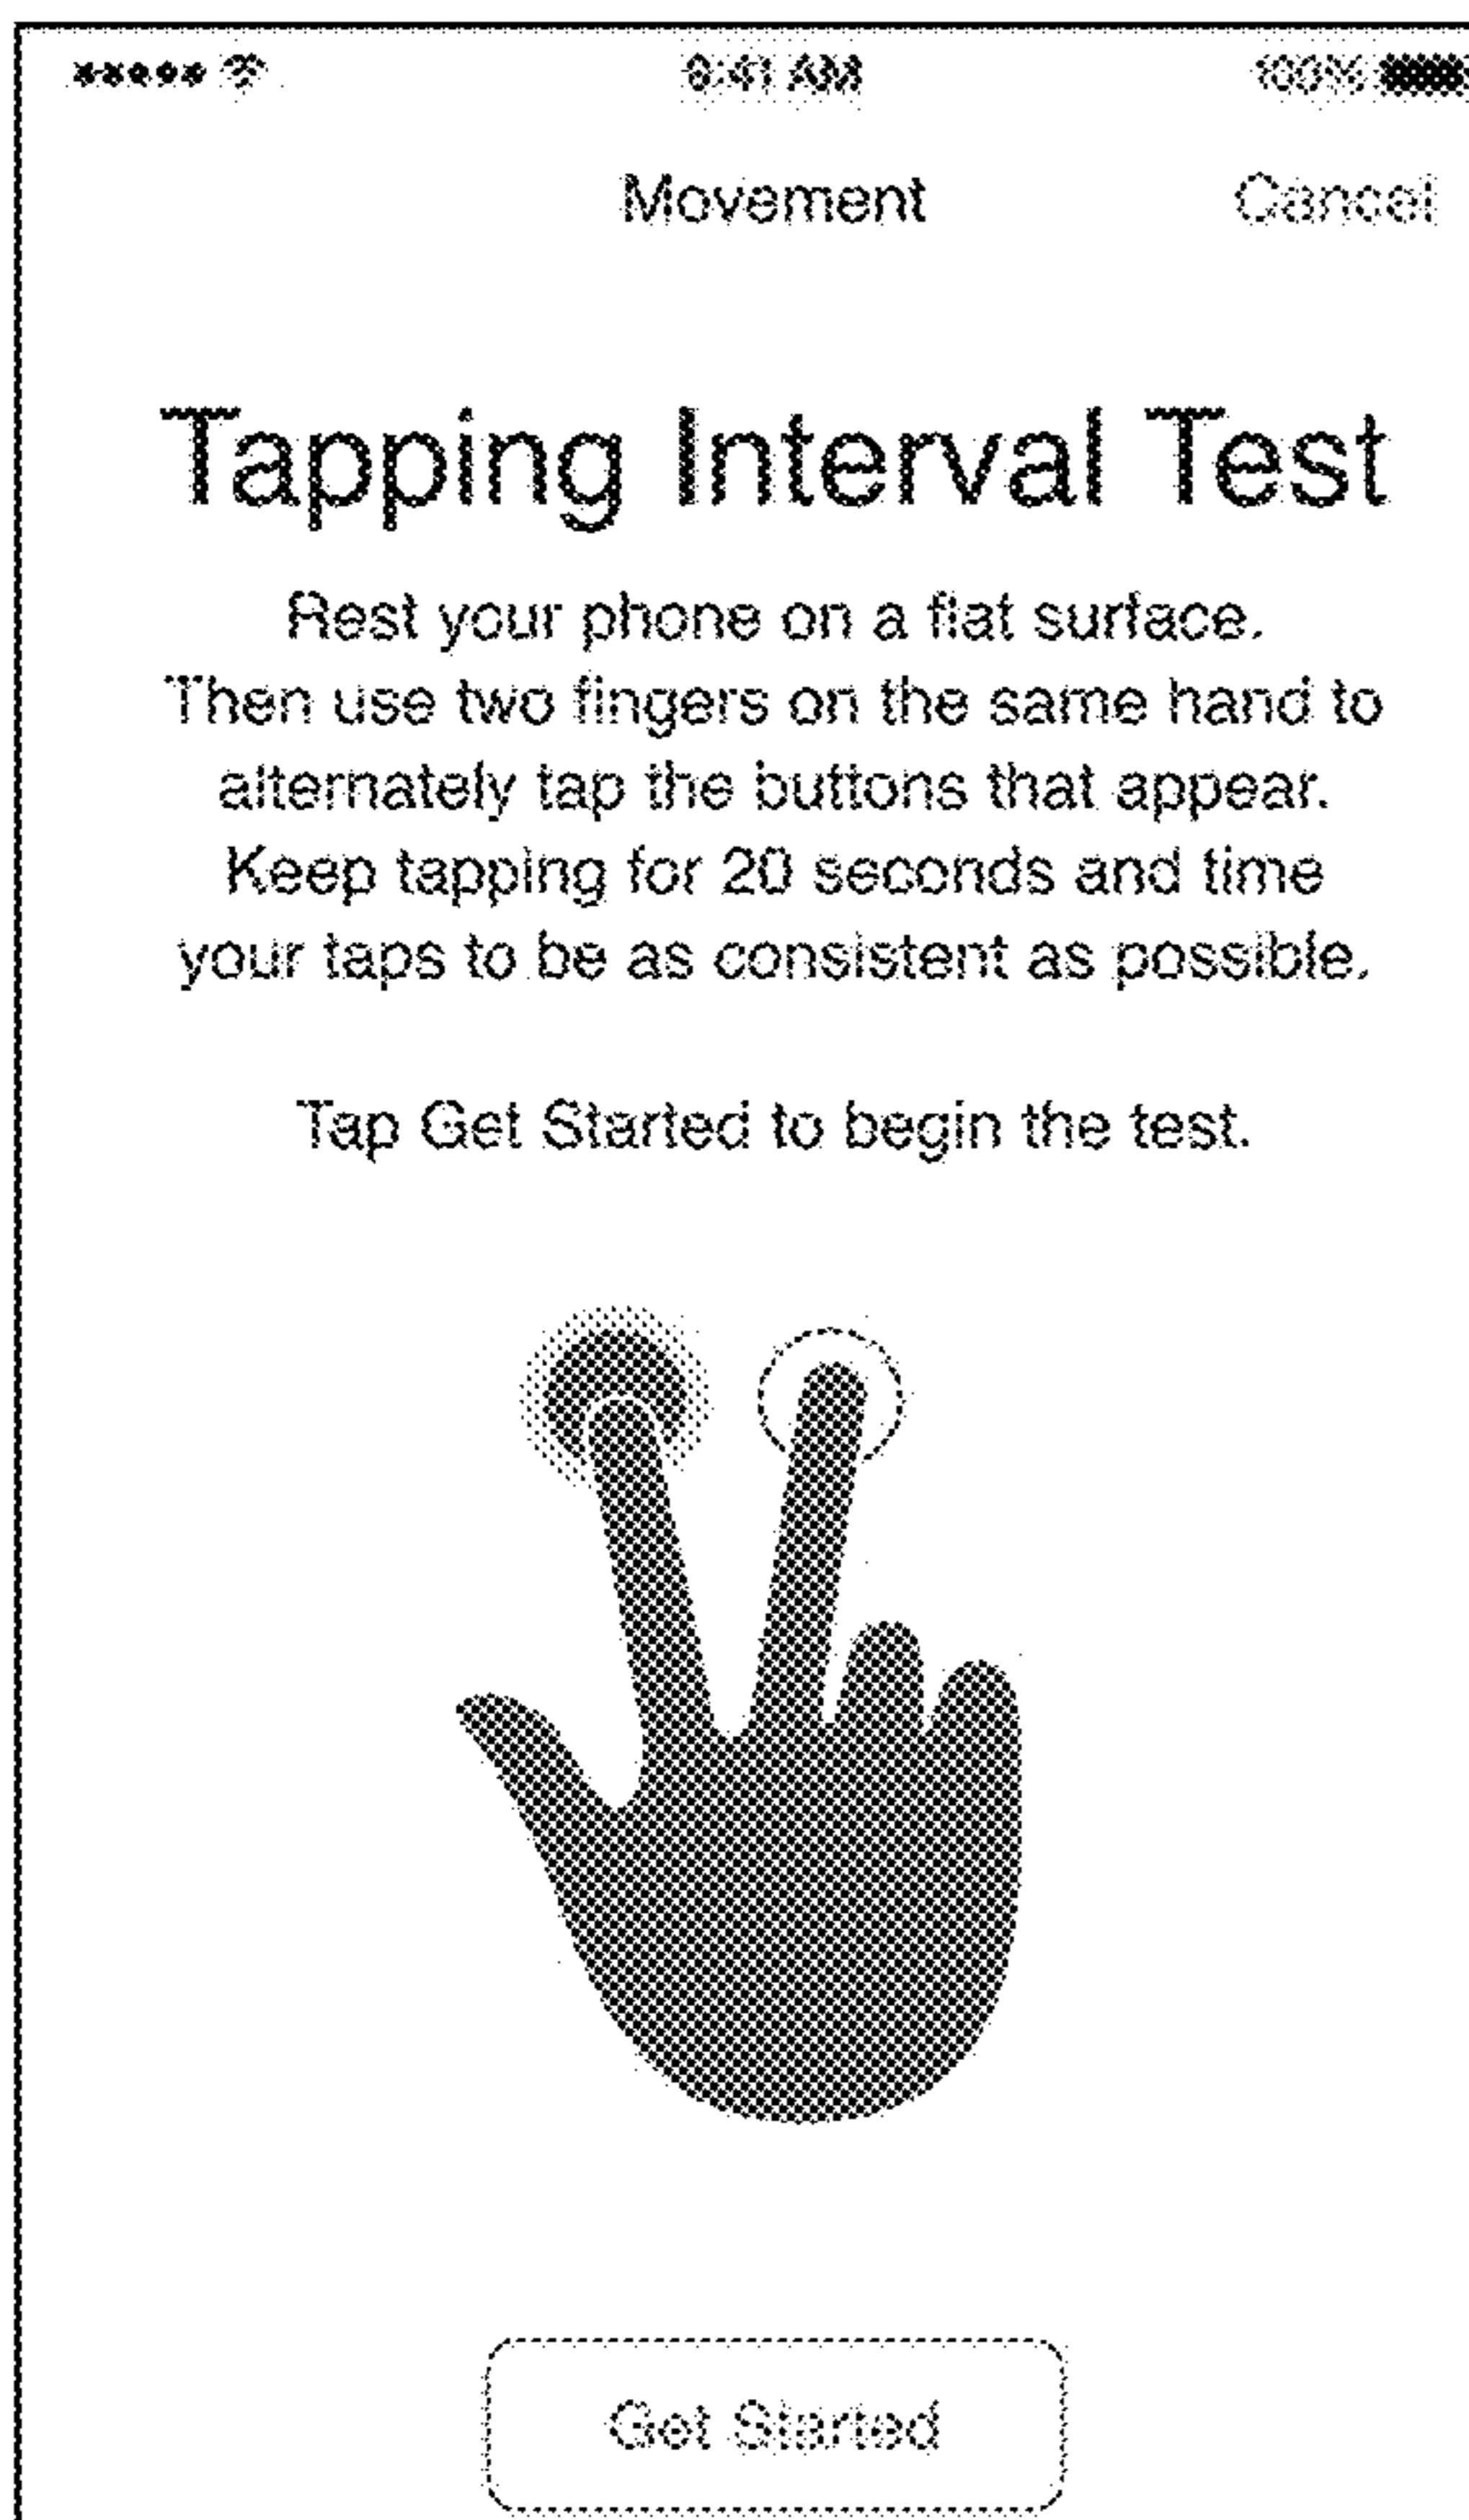 9:41 AM 100%
Movement Cancel
Tapping Interval Test
Rest your phone on a flat surface.
Then use two fingers on the same hand to
alternately tap the buttons that appear.
Keep tapping for 20 seconds and time
your taps to be as consistent as possible.
Tap Get Started to begin the test.
Get Started